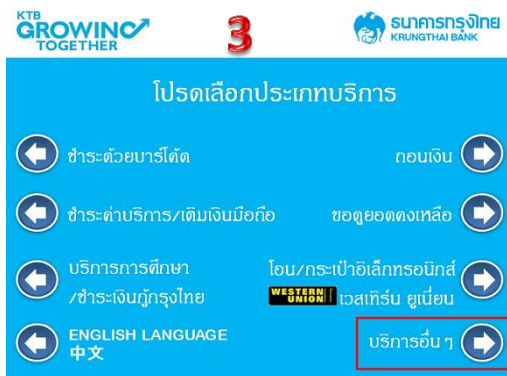 KTB
GROWING
TOGETHER
3
ธนาคารกรุงไทย
KRUNGTHAI BANK
โปรดเลือกประเภทบริการ
ชำระด้วยบาร์โค้ด
ถอนเงิน
ชำระค่าบริการ/เติมเงินมือถือ
ขอดูยอดคงเหลือ
บริการการศึกษา
/ชำระเงินกู้กรุงไทย
โอน/กระเป๋าอิเล็กทรอนิกส์
WESTERN UNION เวสเทิร์น ยูเนี่ยน
ENGLISH LANGUAGE
中文
บริการอื่น ๆ